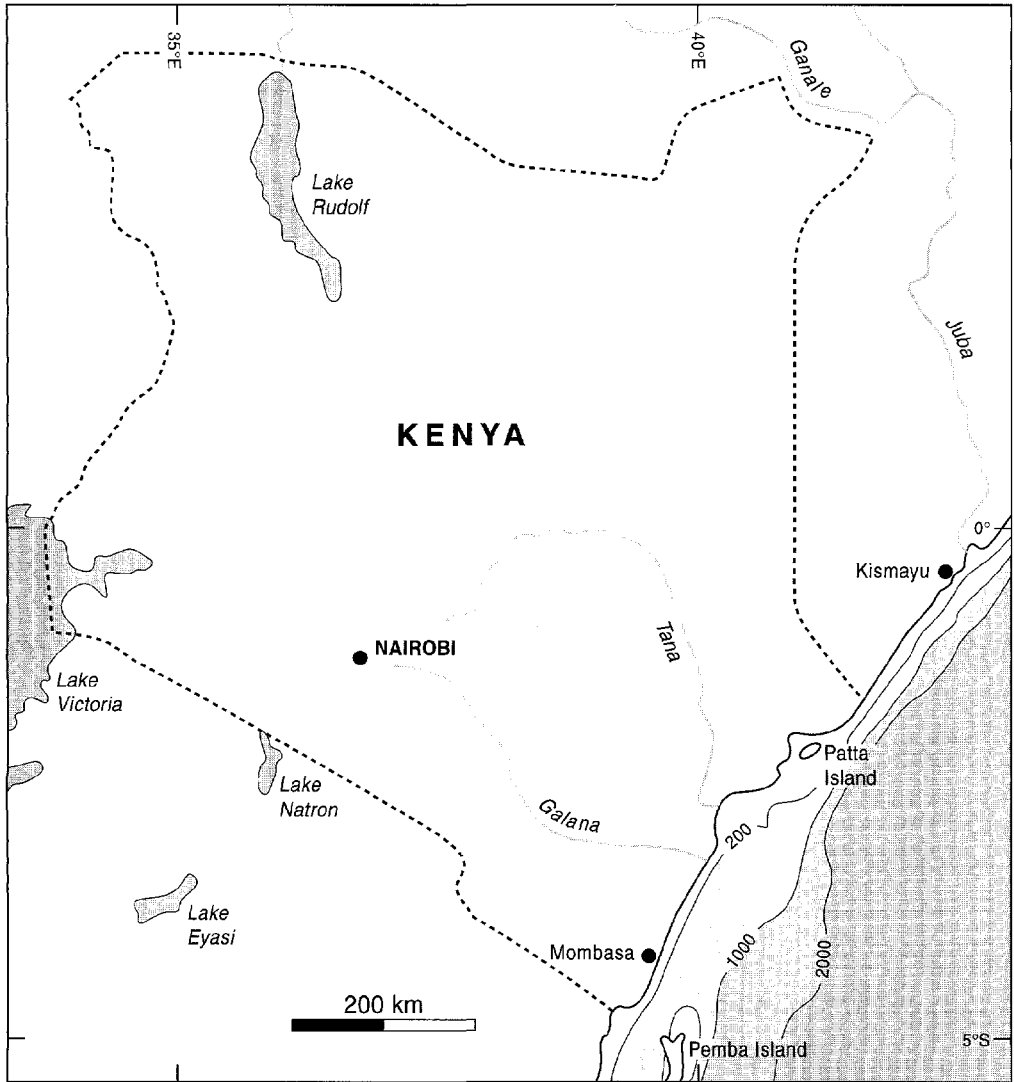 35°E
40°E
Ganale
Lake
Rudolf
Juba
KENYA
0°
Kismayu
NAIROBI
Tana
Lake
Victoria
Patta
Island
Lake
Natron
Galana
200
Lake
Eyasi
Mombasa
1000
2000
200 km
Pemba Island
5°S